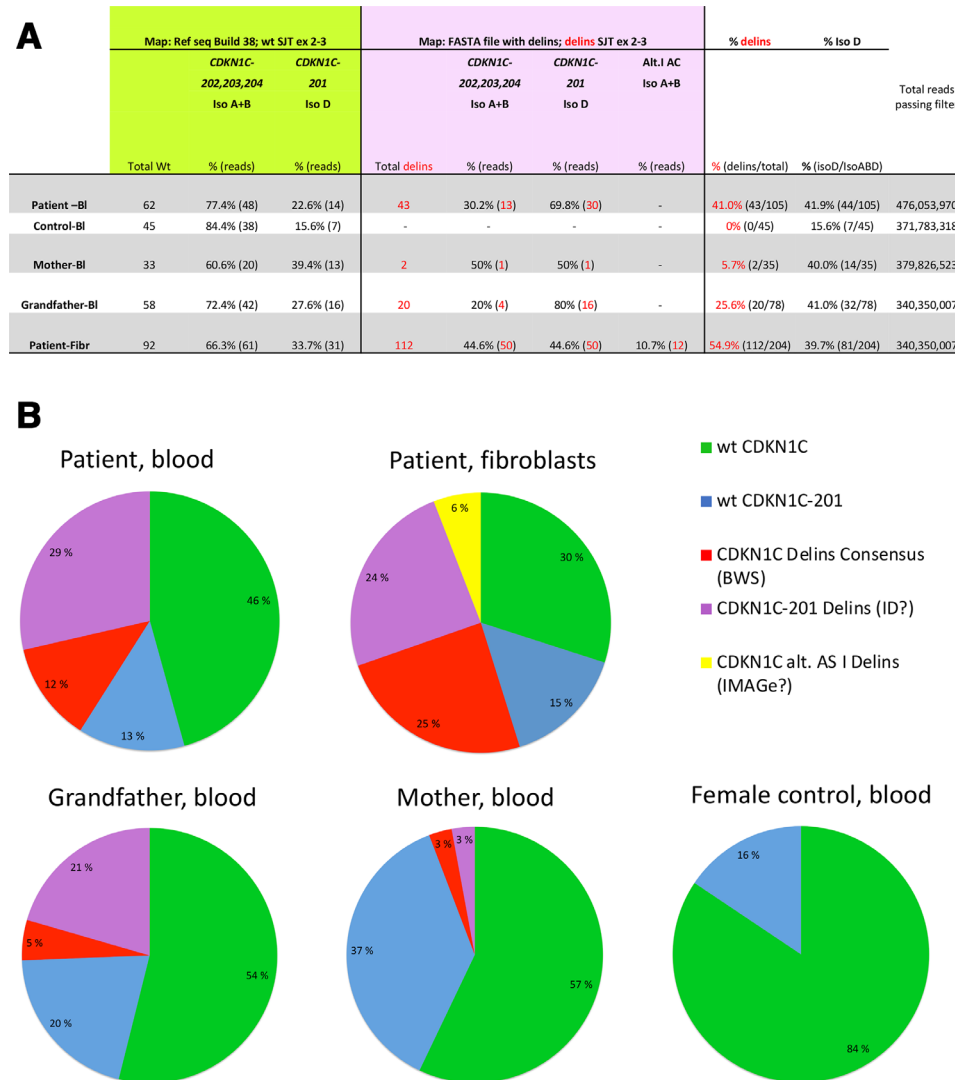 A
Map: Ref seq Build 38; wt SJT ex 2-3
Map: FASTA file with delins; delins SJT ex 2-3
% delins
% Iso D
CDKN1C-202,203,204 Iso A+B
CDKN1C-201 Iso D
CDKN1C-202,203,204 Iso A+B
CDKN1C-201 Iso D
Alt.I AC Iso A+B
Total reads
Total Wt % (reads) % (reads) Total delins % (reads) % (reads) % (reads) % (delins/total) % (isoD/IsoABD)
Patient –Bl 62 77.4% (48) 22.6% (14) 43 30.2% (13) 69.8% (30) 41.0% (43/105) 41.9% (44/105) 476,053,970
Control-Bl 45 84.4% (38) 15.6% (7) - - - - 0% (0/45) 15.6% (7/45) 371,783,318
Mother-Bl 33 60.6% (20) 39.4% (13) 2 50% (1) 50% (1) - 5.7% (2/35) 40.0% (14/35) 379,826,523
Grandfather-Bl 58 72.4% (42) 27.6% (16) 20 20% (4) 80% (16) - 25.6% (20/78) 41.0% (32/78) 340,350,007
Patient-Fibr 92 66.3% (61) 33.7% (31) 112 44.6% (50) 44.6% (50) 10.7% (12) 54.9% (112/204) 39.7% (81/204) 340,350,007
passing filte
B
Patient, blood
29 %
46 %
12 %
13 %
Patient, fibroblasts
6 %
30 %
24 %
15 %
25 %
wt CDKN1C
wt CDKN1C-201
CDKN1C Delins Consensus
(BWS)
CDKN1C-201 Delins (ID?)
CDKN1C alt. AS I Delins
(IMAGe?)
Grandfather, blood
21 %
5 %
54 %
20 %
Mother, blood
3 %
3 %
37 %
57 %
Female control, blood
16 %
84 %